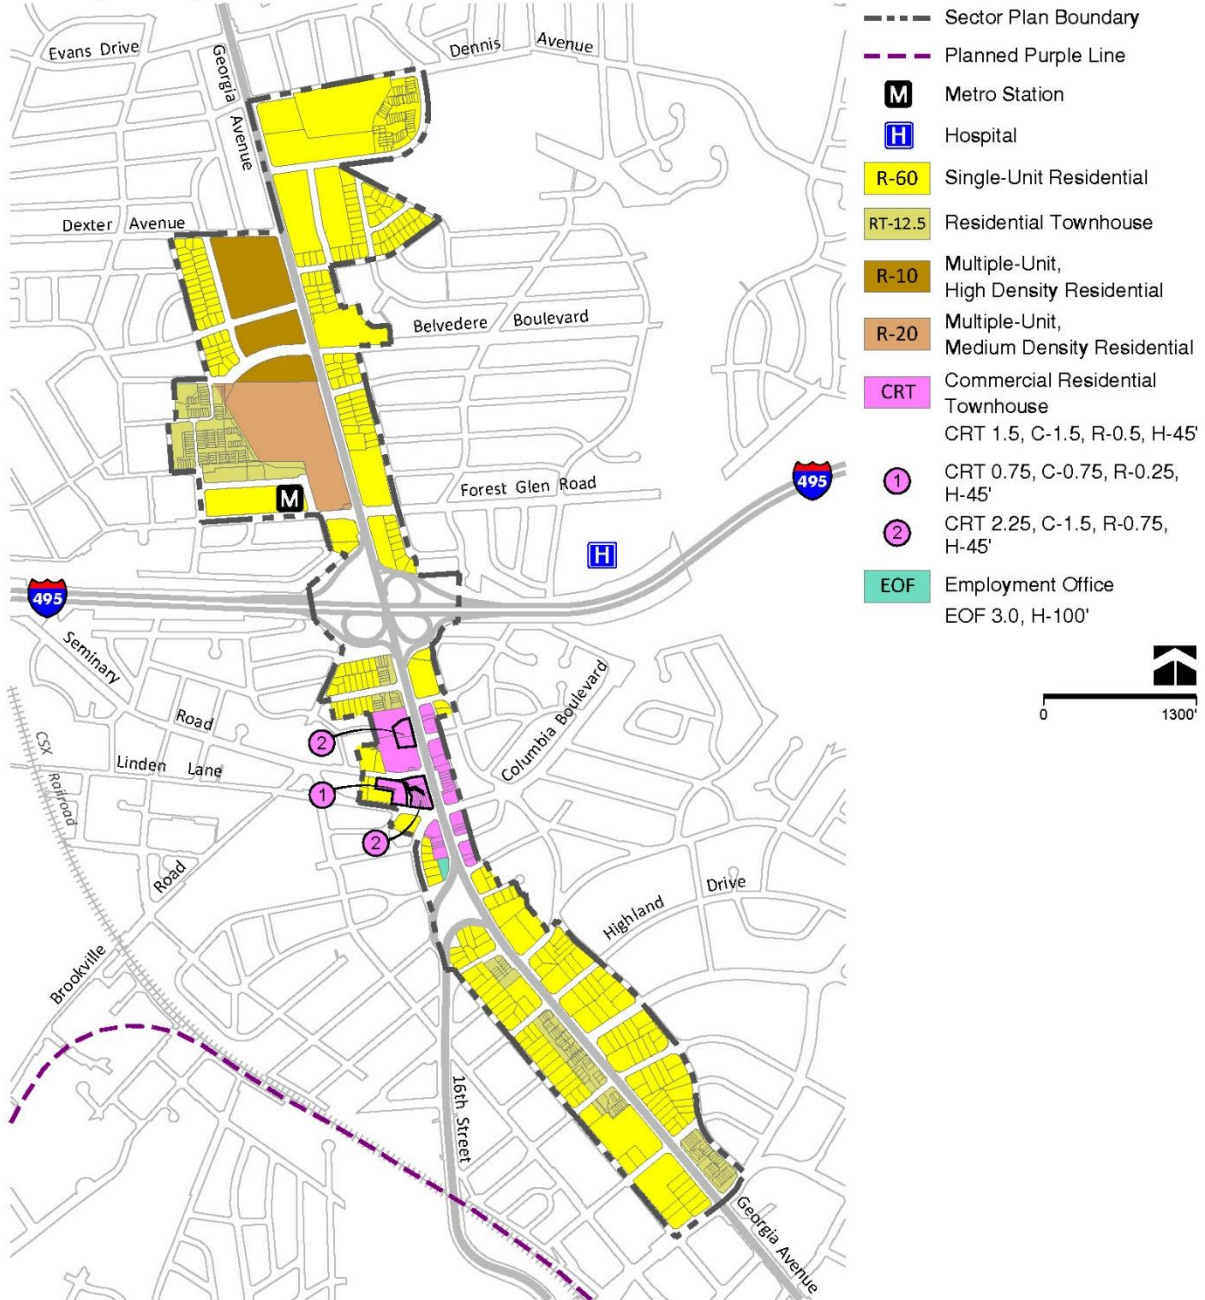 Evans Drive
Georgia Avenue
Dennis Avenue
Dexter Avenue
Belvedere Boulevard
Forest Glen Road
M
H
495
495
Seminary Road
Linden Lane
CSX Railroad
Columbia Boulevard
2
1
2
Brookville Road
Highland Drive
16th Street
Georgia Avenue
Sector Plan Boundary
Planned Purple Line
M Metro Station
H Hospital
R-60 Single-Unit Residential
RT-12.5 Residential Townhouse
R-10 Multiple-Unit,
High Density Residential
R-20 Multiple-Unit,
Medium Density Residential
CRT Commercial Residential
Townhouse
CRT 1.5, C-1.5, R-0.5, H-45'
1 CRT 0.75, C-0.75, R-0.25,
H-45'
2 CRT 2.25, C-1.5, R-0.75,
H-45'
EOF Employment Office
EOF 3.0, H-100'
0 1300'